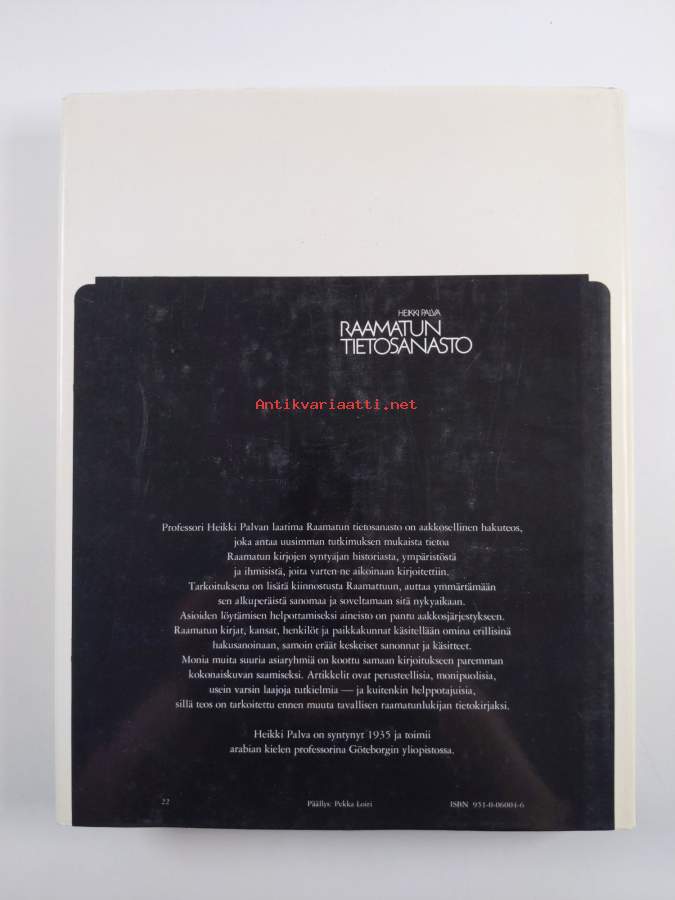 HEIKKI PALVA
RAAMATUN
TIETOSANASTO
Antikvariaatti.net
Professori Heikki Palvan laatima Raamatun tietosanasto on aakkosellinen hakuteos,
joka antaa uusimman tutkimuksen mukaista tietoa
Raamatun kirjojen syntyajan historiasta, ympäristöstä
ja ihmisistä, joita varten ne aikoinaan kirjoitettiin.
Tarkoituksena on lisätä kiinnostusta Raamattuun, auttaa ymmärtämään
sen alkuperäistä sanomaa ja soveltamaan sitä nykyaikaan.
Asioiden löytämisen helpottamiseksi aineisto on pantu aakkosjärjestykseen.
Raamatun kirjat, kansat, henkilöt ja paikkakunnat käsitellään omina erillisinä
hakusanoinaan, samoin eräät keskeiset sanonnat ja käsitteet.
Monia muita suuria asiaryhmiä on koottu samaan kirjoitukseen paremman
kokonaiskuvan saamiseksi. Artikkelit ovat perusteellisia, monipuolisia,
usein varsin laajoja tutkielmia — ja kuitenkin helppotajuisia,
sillä teos on tarkoitettu ennen muuta tavallisen raamatunlukijan tietokirjaksi.
Heikki Palva on syntynyt 1935 ja toimii
arabian kielen professorina Göteborgin yliopistossa.
22
Päällys: Pekka Loiri
ISBN 951-0-06004-6